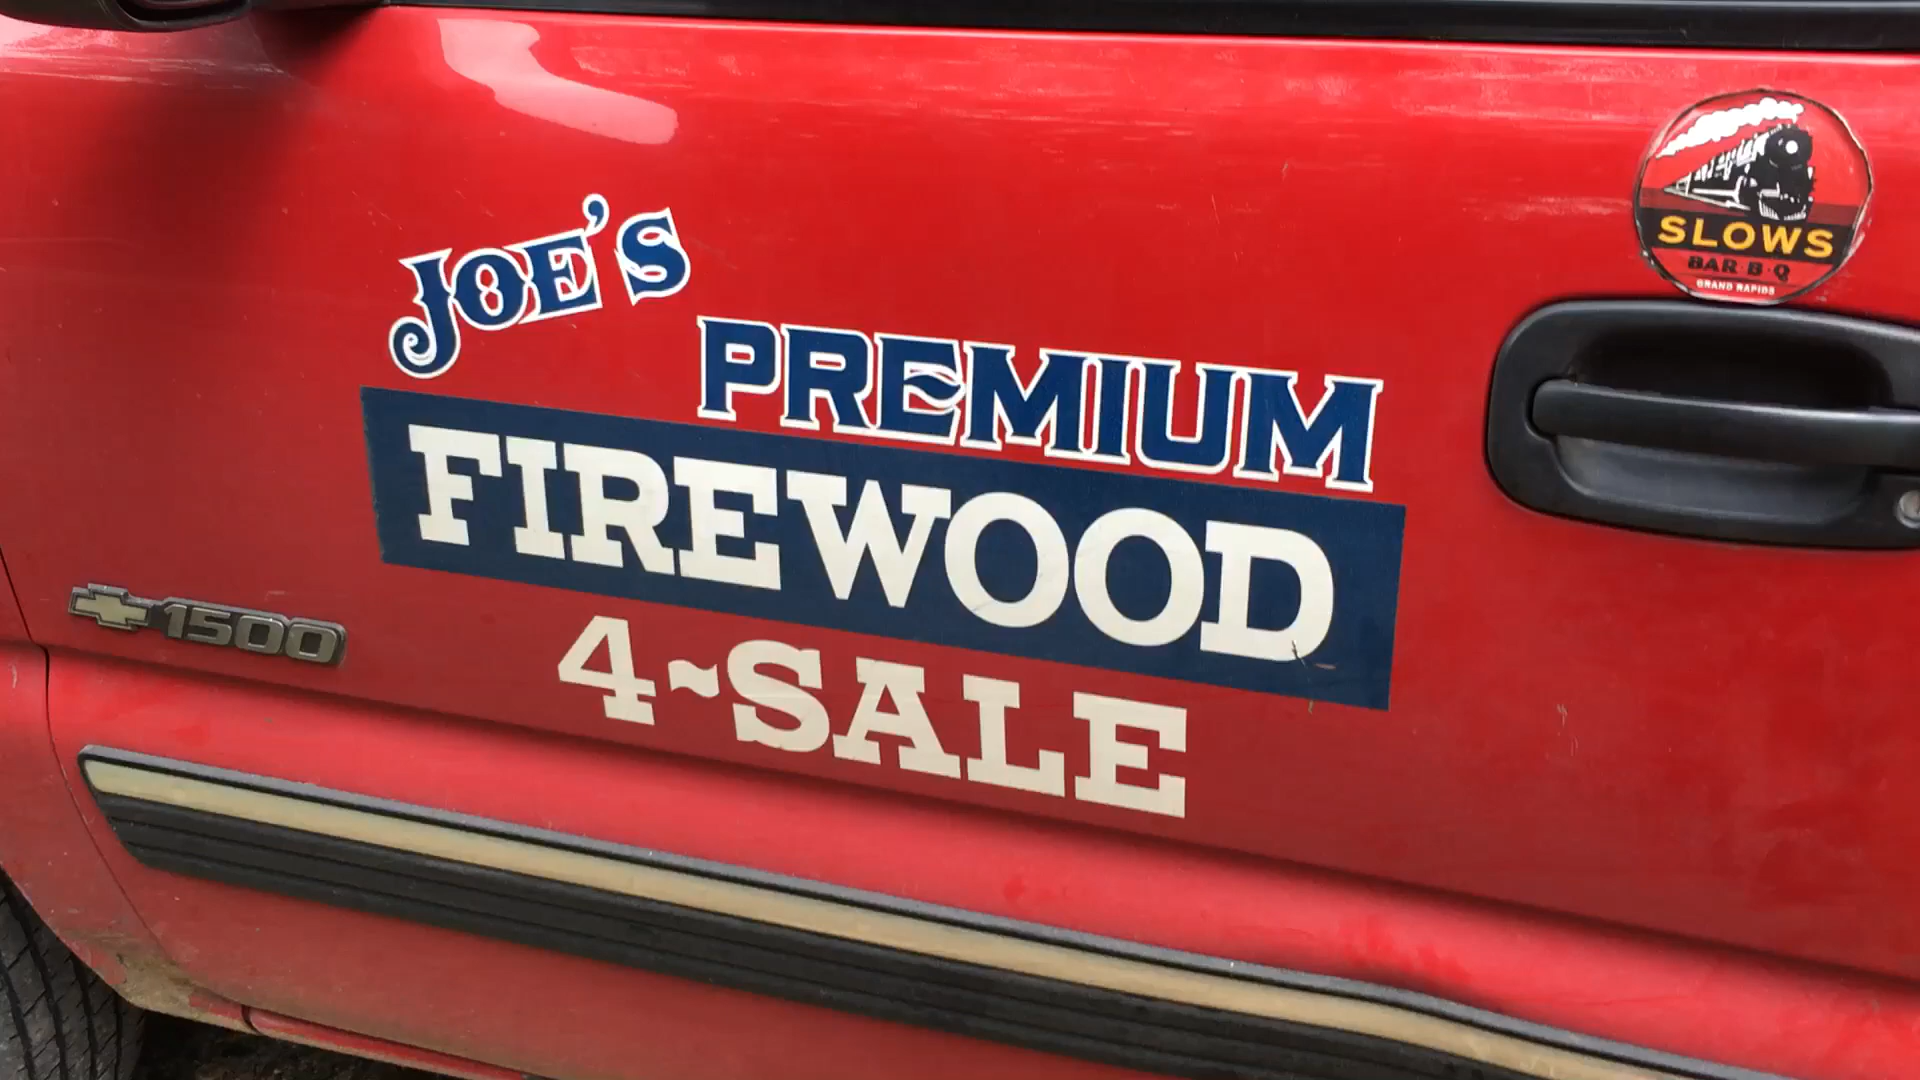 JOE'S
PREMIUM
FIREWOOD
4~SALE
1500
SLOWS
BAR·B·Q
GRAND RAPIDS